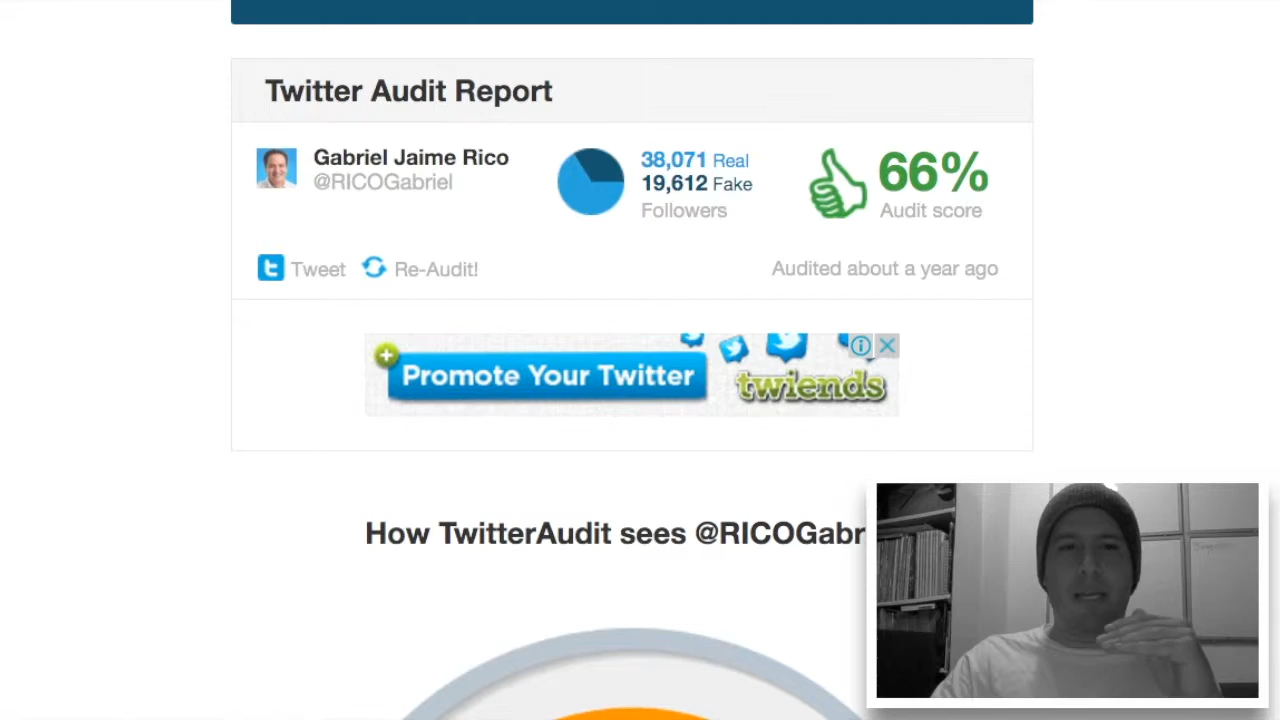 Twitter Audit Report
Gabriel Jaime Rico
@RICOGabriel
38,071 Real
19,612 Fake
Followers
66%
Audit score
Tweet
Re-Audit!
Audited about a year ago
Promote Your Twitter
twiends
How TwitterAudit sees @RICOGabr